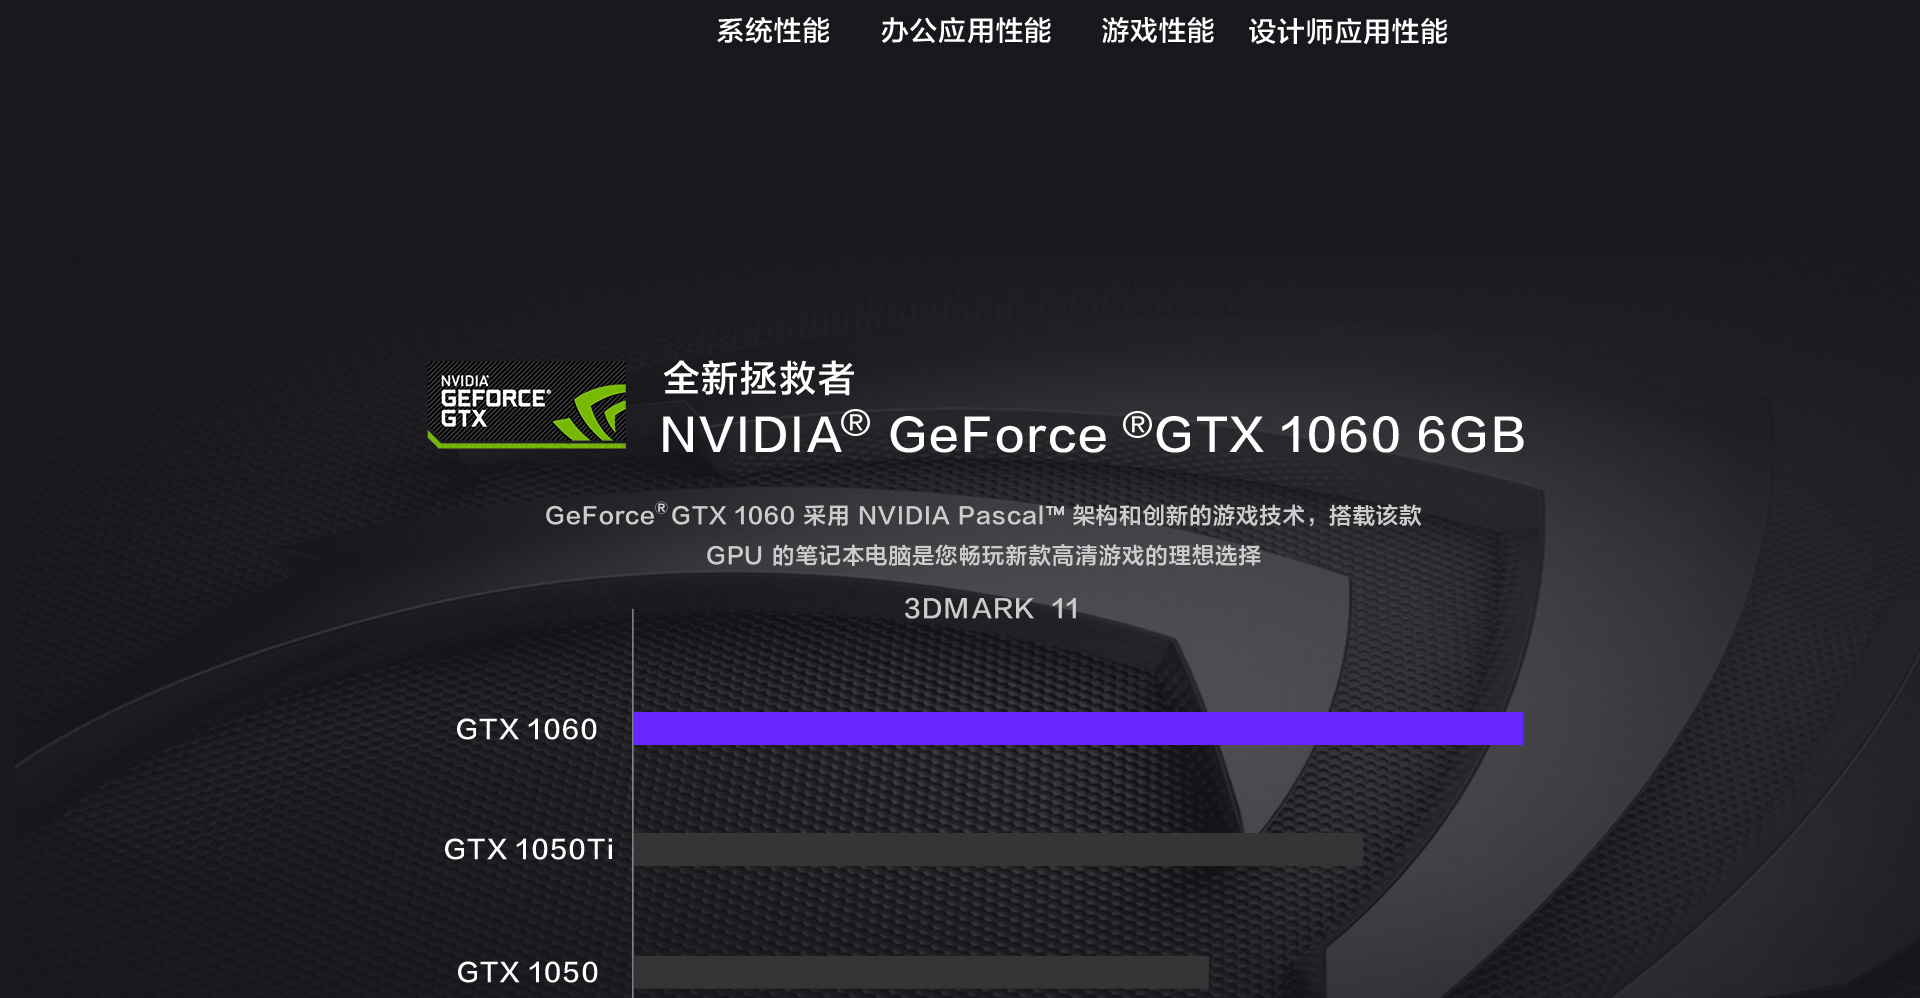 系统性能 办公应用性能 游戏性能 设计师应用性能
NVIDIA®
GEFORCE®
GTX
全新拯救者
NVIDIA® GeForce ®GTX 1060 6GB
GeForce®GTX 1060 采用 NVIDIA Pascal™ 架构和创新的游戏技术，搭载该款
GPU 的笔记本电脑是您畅玩新款高清游戏的理想选择
3DMARK 11
GTX 1060
GTX 1050Ti
GTX 1050